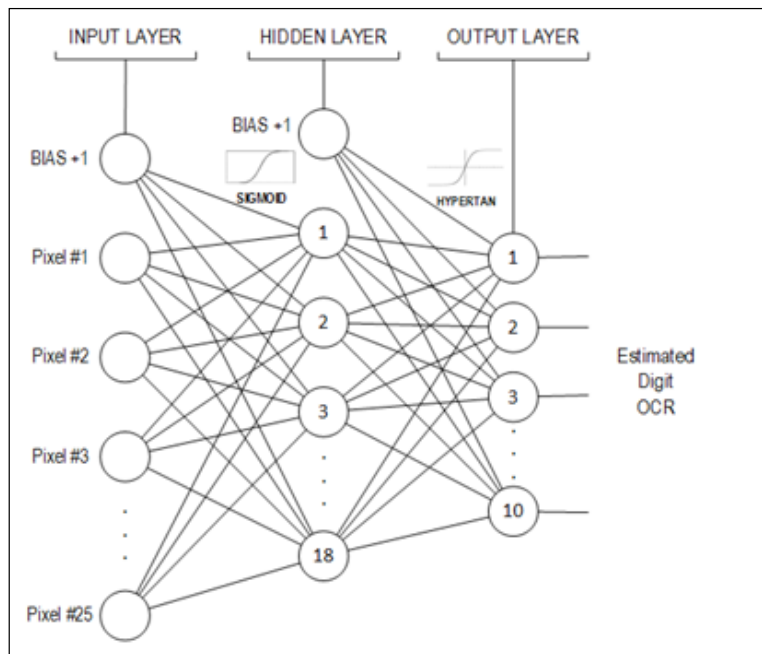 INPUT LAYER
HIDDEN LAYER
OUTPUT LAYER
BIAS +1
BIAS +1
SIGMOID
HYPERTAN
Pixel #1
Pixel #2
Pixel #3
Pixel #25
1
2
3
18
1
2
3
10
Estimated
Digit
OCR